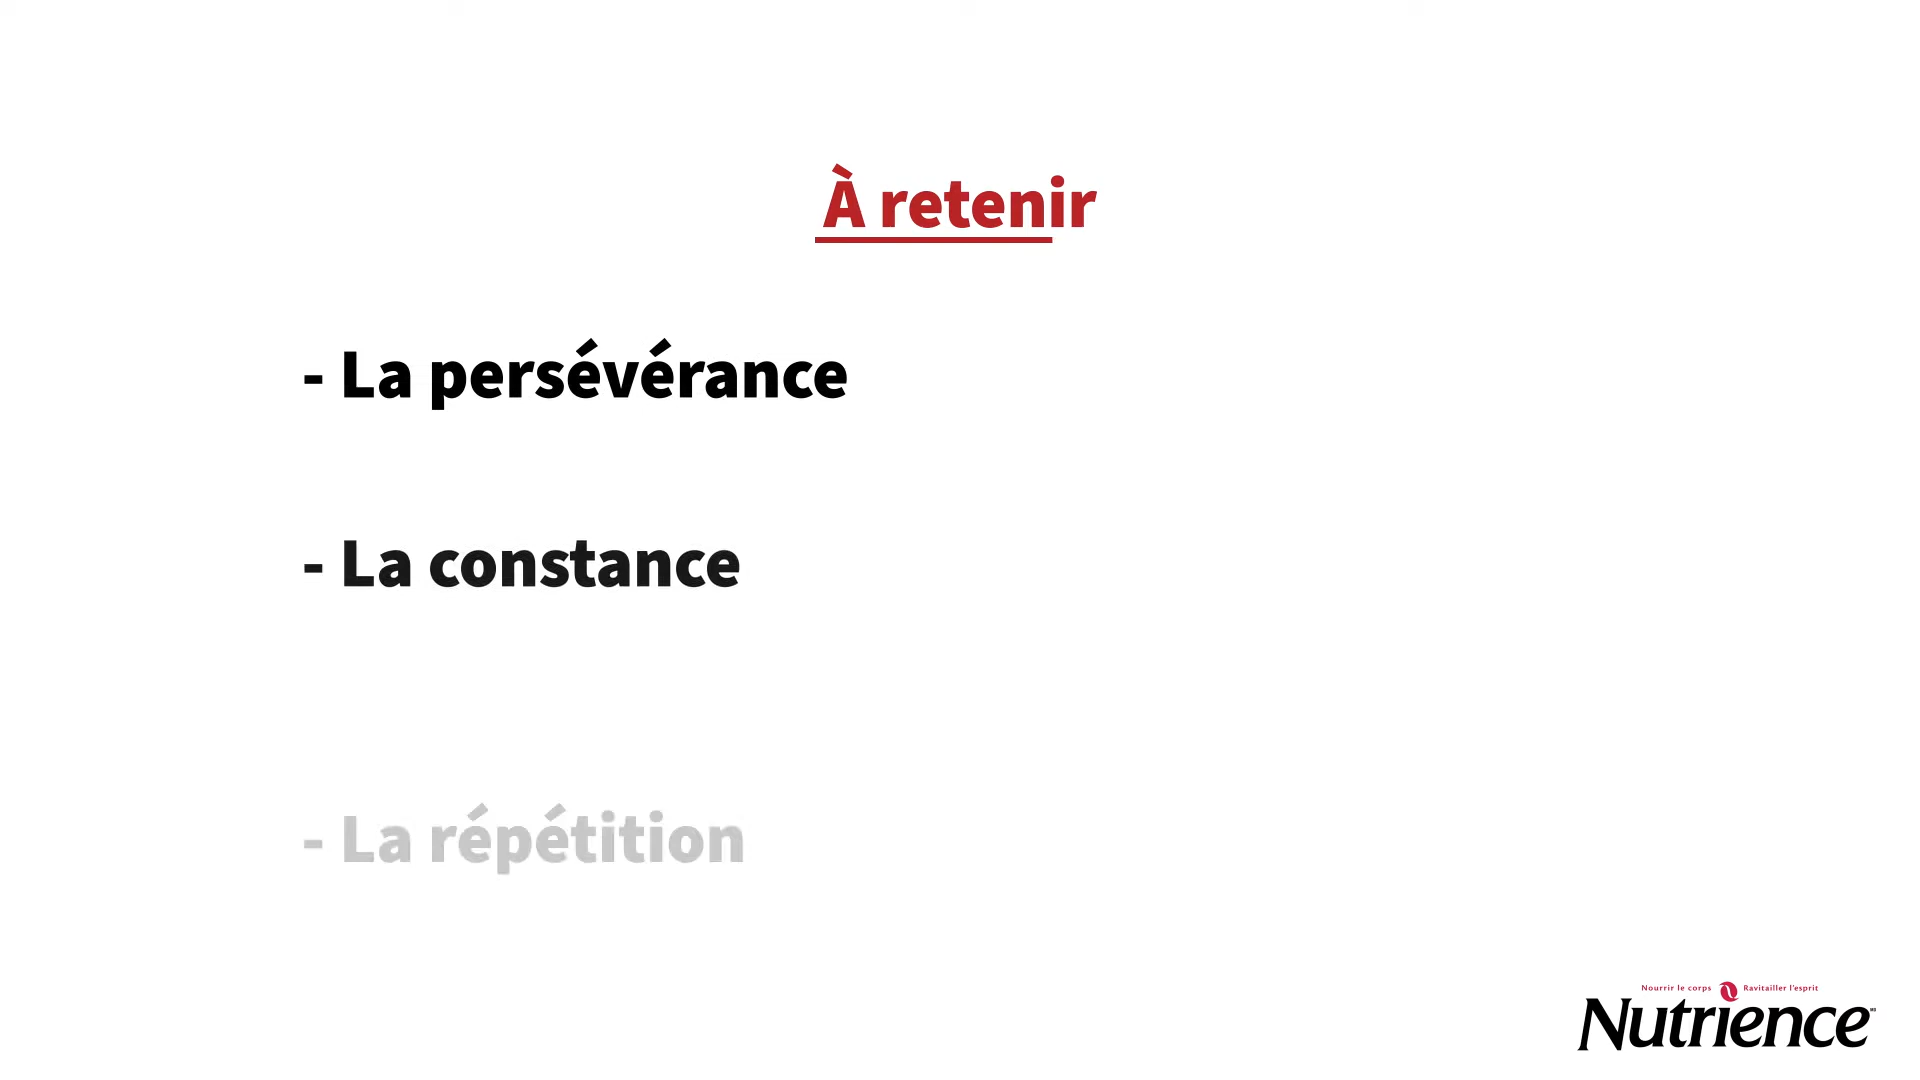 À retenir
- La persévérance
- La constance
- La répétition
Nourrir le corps Ravitailler l'esprit
Nutrience